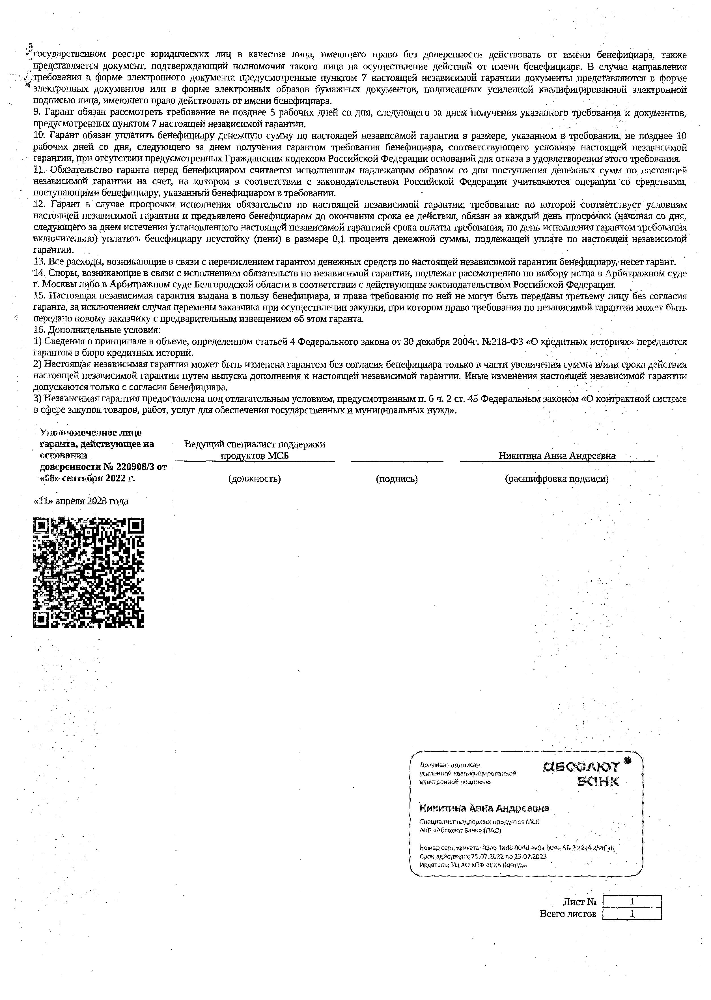 государственном реестре юридических лиц в качестве лица, имеющего право без доверенности действовать от имени бенефициара, также
представляется документ, подтверждающий полномочия такого лица на осуществление действий от имени бенефициара. В случае направления
требования в форме электронного документа предусмотренные пунктом 7 настоящей независимой гарантии документы представляются в форме
электронных документов или в форме электронных образов бумажных документов, подписанных усиленной квалифицированной электронной
подписью лица, имеющего право действовать от имени бенефициара.
9. Гарант обязан рассмотреть требование не позднее 5 рабочих дней со дня, следующего за днем получения указанного требования и документов,
предусмотренных пунктом 7 настоящей независимой гарантии.
10. Гарант обязан уплатить бенефициару денежную сумму по настоящей независимой гарантии в размере, указанном в требовании, не позднее 10
рабочих дней со дня, следующего за днем получения гарантом требования бенефициара, соответствующего условиям настоящей независимой
гарантии, при отсутствии предусмотренных Гражданским кодексом Российской Федерации оснований для отказа в удовлетворении этого требования.
11. Обязательство гаранта перед бенефициаром считается исполненным надлежащим образом со дня поступления денежных сумм по настоящей
независимой гарантии на счет, на котором в соответствии с законодательством Российской Федерации учитываются операции со средствами,
поступающими бенефициару, указанный бенефициаром в требовании.
12. Гарант в случае просрочки исполнения обязательств по настоящей независимой гарантии, требование по которой соответствует условиям
настоящей независимой гарантии и предъявлено бенефициаром до окончания срока ее действия, обязан за каждый день просрочки (начиная со дня,
следующего за днем истечения установленного настоящей независимой гарантией срока оплаты требования, по день исполнения гарантом требования
включительно) уплатить бенефициару неустойку (пени) в размере 0,1 процента денежной суммы, подлежащей уплате по настоящей независимой
гарантии.
13. Все расходы, возникающие в связи с перечислением гарантом денежных средств по настоящей независимой гарантии бенефициару, несет гарант.
14. Споры, возникающие в связи с исполнением обязательств по независимой гарантии, подлежат рассмотрению по выбору истца в Арбитражном суде
г. Москвы либо в Арбитражном суде Белгородской области в соответствии с действующим законодательством Российской Федерации.
15. Настоящая независимая гарантия выдана в пользу бенефициара, и права требования по ней не могут быть переданы третьему лицу без согласия
гаранта, за исключением случая перемены заказчика при осуществлении закупки, при котором право требования по независимой гарантии может быть
передано новому заказчику с предварительным извещением об этом гаранта.
16. Дополнительные условия:
1) Сведения о принципале в объеме, определенном статьей 4 Федерального закона от 30 декабря 2004г. №218-ФЗ «О кредитных историях» передаются
гарантом в бюро кредитных историй.
2) Настоящая независимая гарантия может быть изменена гарантом без согласия бенефициара только в части увеличения суммы и/или срока действия
настоящей независимой гарантии путем выпуска дополнения к настоящей независимой гарантии. Иные изменения настоящей независимой гарантии
допускаются только с согласия бенефициара.
3) Независимая гарантия предоставлена под отлагательным условием, предусмотренным п. 6 ч. 2 ст. 45 Федеральным законом «О контрактной системе
в сфере закупок товаров, работ, услуг для обеспечения государственных и муниципальных нужд».
Уполномоченное лицо
гаранта, действующее на
основании
доверенности № 220908/3 от
«08» сентября 2022 г.
Ведущий специалист поддержки
продуктов МСБ
(должность)
(подпись)
Никитина Анна Андреевна
(расшифровка подписи)
«11» апреля 2023 года
Документ подписан
усиленной квалифицированной
электронной подписью
АБСОЛЮТ
БАНК
Никитина Анна Андреевна
Специалист поддержки продуктов МСБ
АКБ «Абсолют Банк» (ПАО)
Номер сертификата: 03a6 18d8 00dd ae0a b04e 6fe2 22a4 254f ab
Срок действия: с 25.07.2022 по 25.07.2023
Издатель: УЦ АО «ПФ «СКБ Контур»
Лист № 1
Всего листов 1